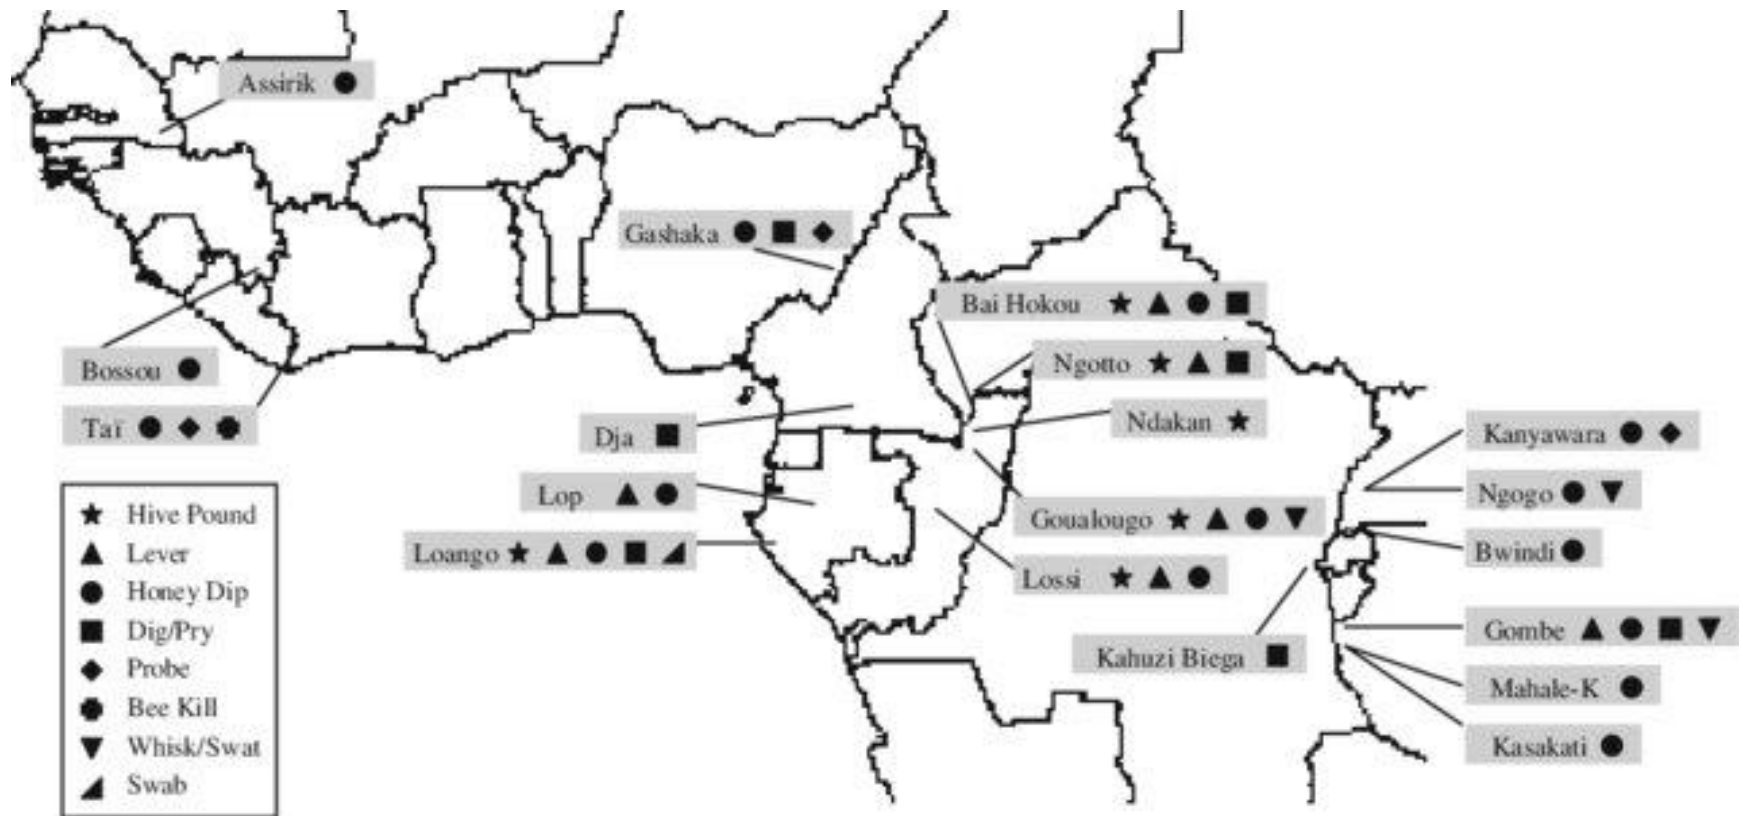 Assirik
Gashaka
Bai Hokou
Ngotto
Bossou
Taï
Dja
Ndakan
Kanyawara
Lop
Ngogo
Goualougo
Loango
Bwindi
Lossi
Gombe
Kahuzi Biega
Mahale-K
Kasakati
Hive Pound
Lever
Honey Dip
Dig/Pry
Probe
Bee Kill
Whisk/Swat
Swab